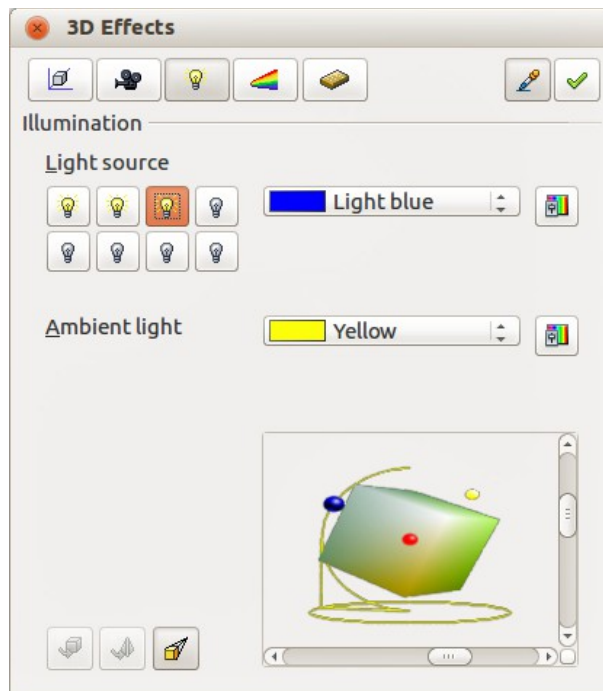 3D Effects
Illumination
Light source
Light blue
Ambient light
Yellow